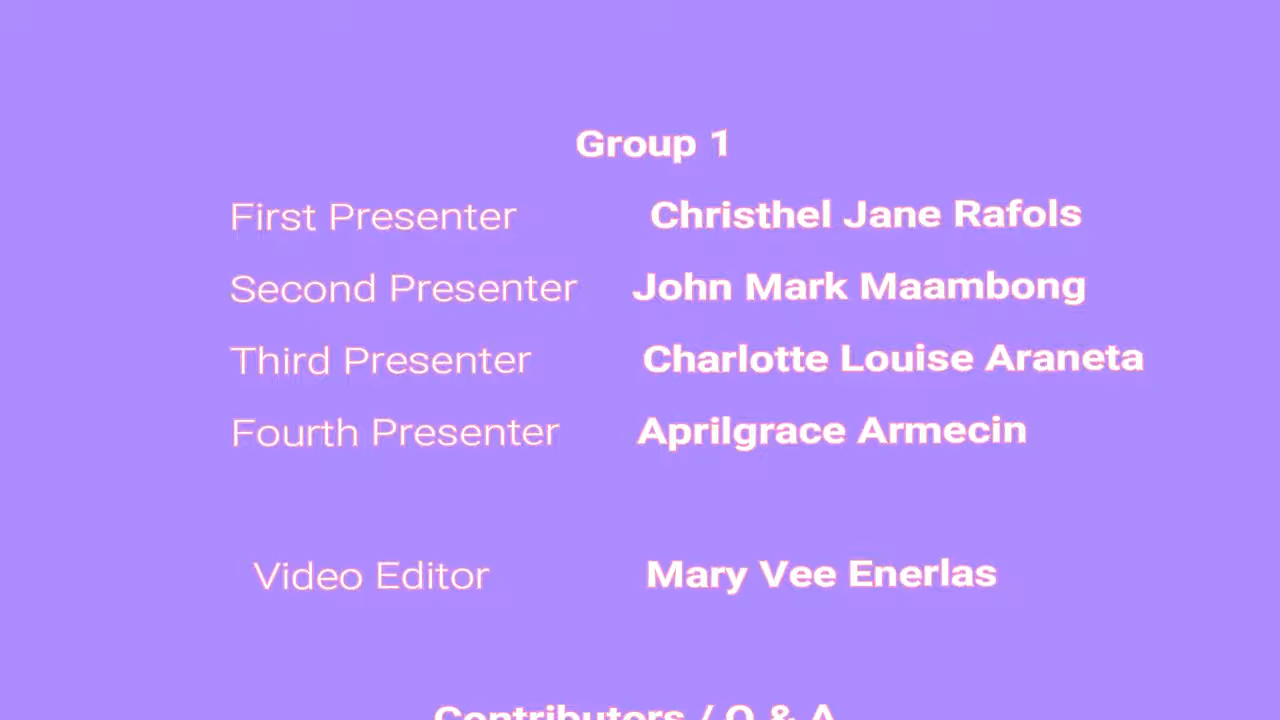 Group 1
First Presenter Christhel Jane Rafols
Second Presenter John Mark Maambong
Third Presenter Charlotte Louise Araneta
Fourth Presenter Aprilgrace Armecin
Video Editor Mary Vee Enerlas
Contributors / Q & A